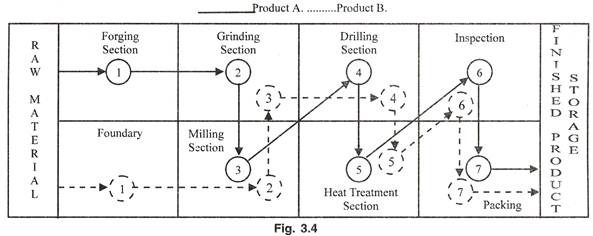 Product A. ..........Product B.
RAW MATERIAL
Forging
Section
Grinding
Section
Drilling
Section
Inspection
1
2
4
6
3
4
6
Foundary
Milling
Section
3
5
5
7
1
2
7
Heat Treatment
Section
Packing
FINISHED PRODUCT
STORAGE
Fig. 3.4